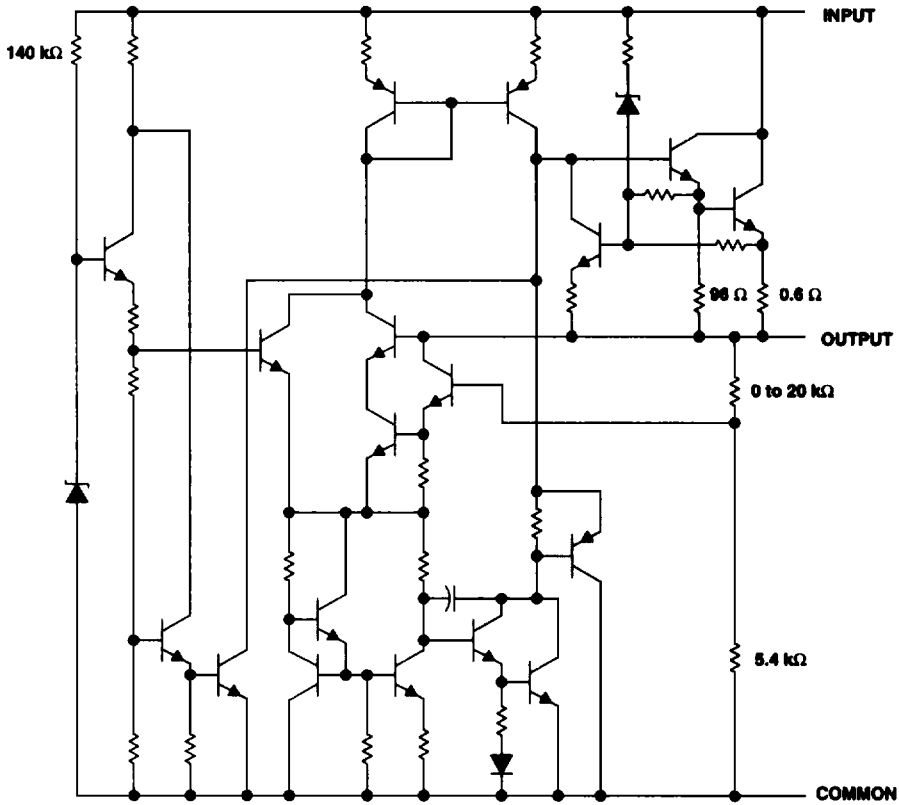 INPUT
140 kΩ
96 Ω
0.6 Ω
OUTPUT
0 to 20 kΩ
5.4 kΩ
COMMON